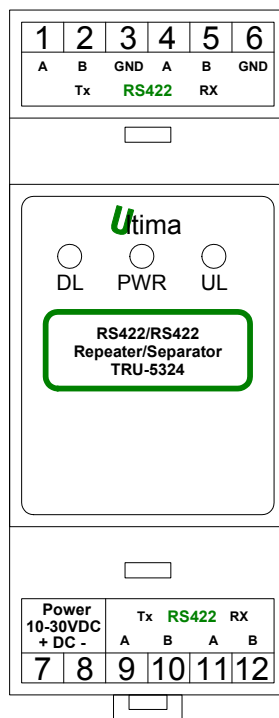 1 2 3 4 5 6
A B GND A B GND
Tx RS422 RX
Ultima
DL PWR UL
RS422/RS422
Repeater/Separator
TRU-5324
Power
10-30VDC
+ DC -
Tx RS422 RX
A B A B
7 8 9 10 11 12